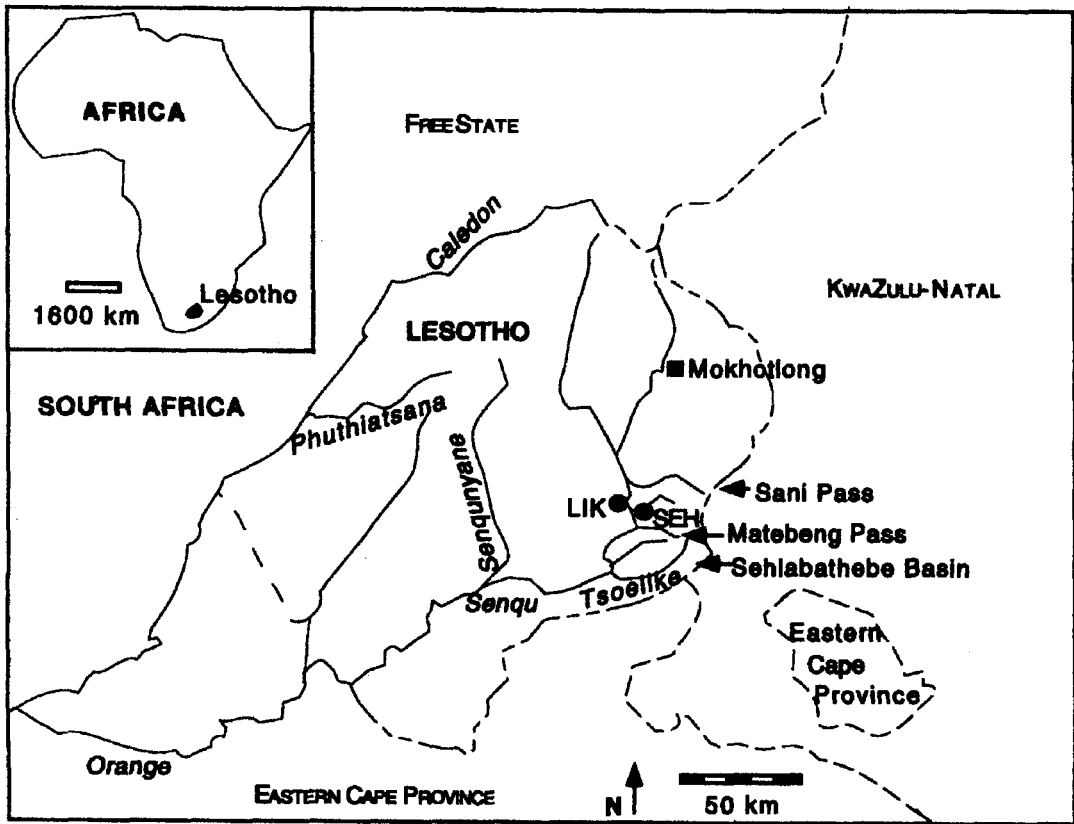 AFRICA
Lesotho
1600 km
FREE STATE
Caledon
KWAZULU-NATAL
LESOTHO
Mokhotlong
SOUTH AFRICA
Phuthiatsana
Senqunyane
LIK
SEH
Sani Pass
Matebeng Pass
Sehlabathebe Basin
Senqu
Tsoelike
Eastern
Cape
Province
Orange
EASTERN CAPE PROVINCE
N
50 km